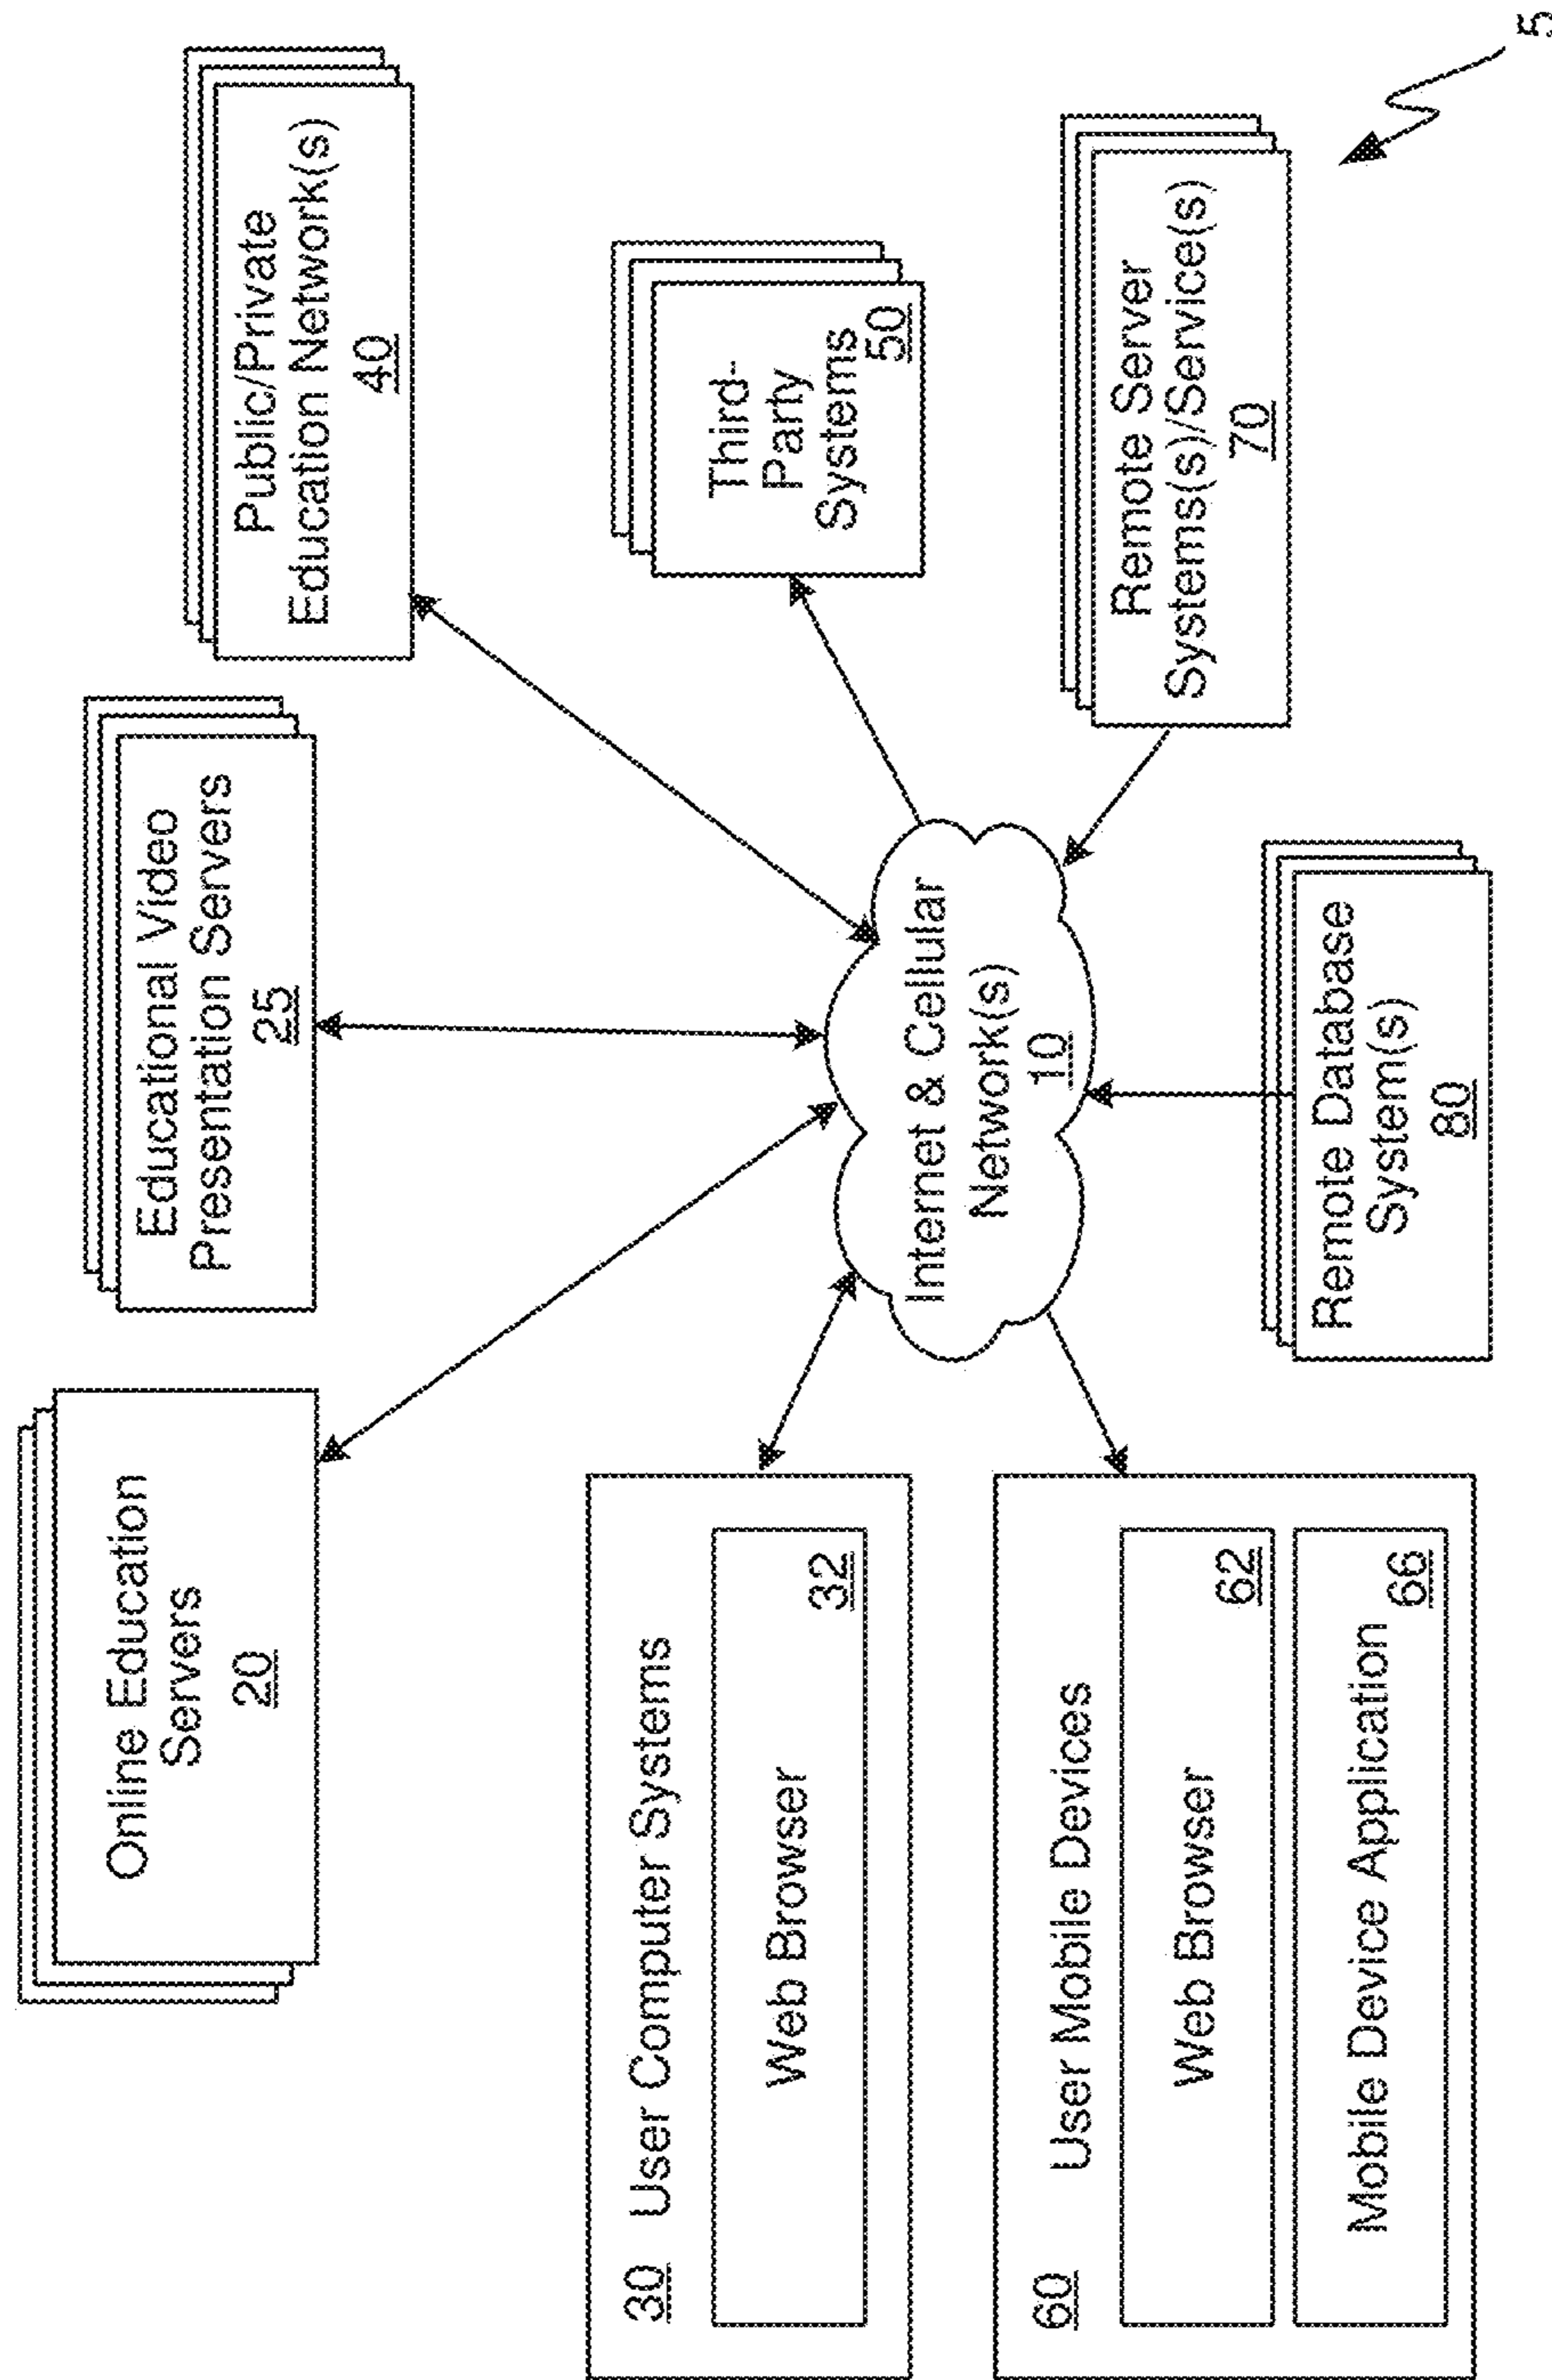 Online Education
Servers
20
Educational Video
Presentation Servers
25
Public/Private
Education Network(s)
40
30 User Computer Systems
Web Browser
32
Internet & Cellular
Network(s)
10
Third-
Party
Systems
50
60 User Mobile Devices
Web Browser
62
Mobile Device Application
66
Remote Database
System(s)
80
Remote Server
Systems(s)/Service(s)
70
5